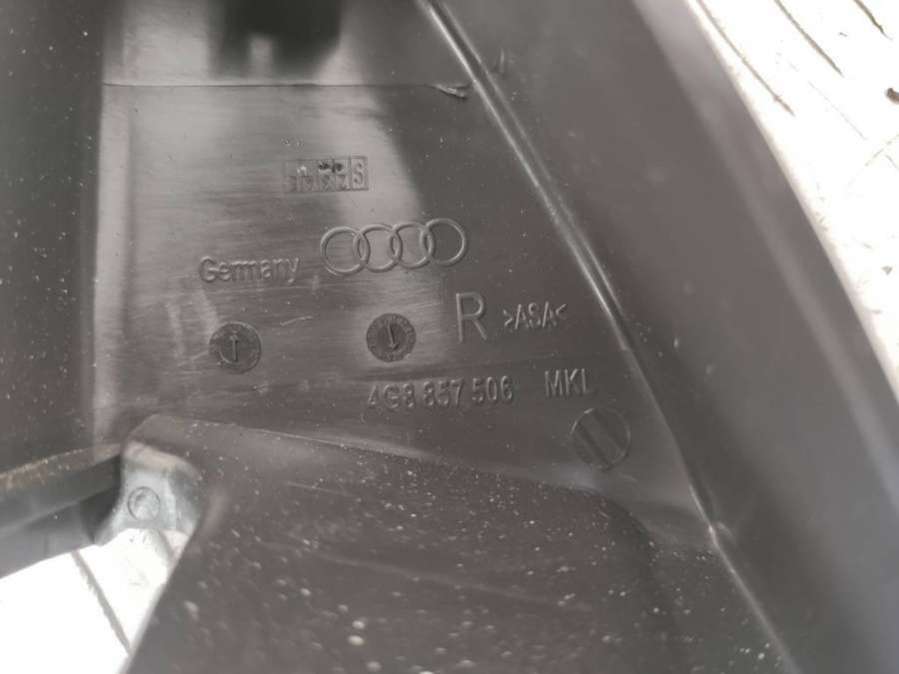 Germany
R >ASA<
4G8 857 506 MKL